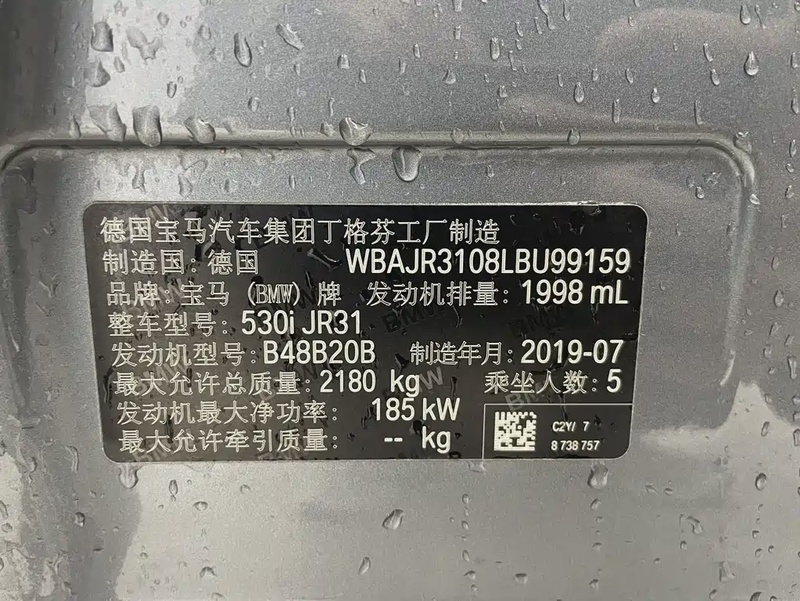 德国宝马汽车集团丁格芬工厂制造
制造国: 德国 WBAJR3108LBU99159
品牌: 宝马 (BMW) 牌 发动机排量: 1998 mL
整车型号: 530i JR31
发动机型号: B48B20B 制造年月: 2019-07
最大允许总质量: 2180 kg 乘坐人数: 5
发动机最大净功率: 185 kW
最大允许牵引质量: -- kg
C2Y/ 7
8 738 757